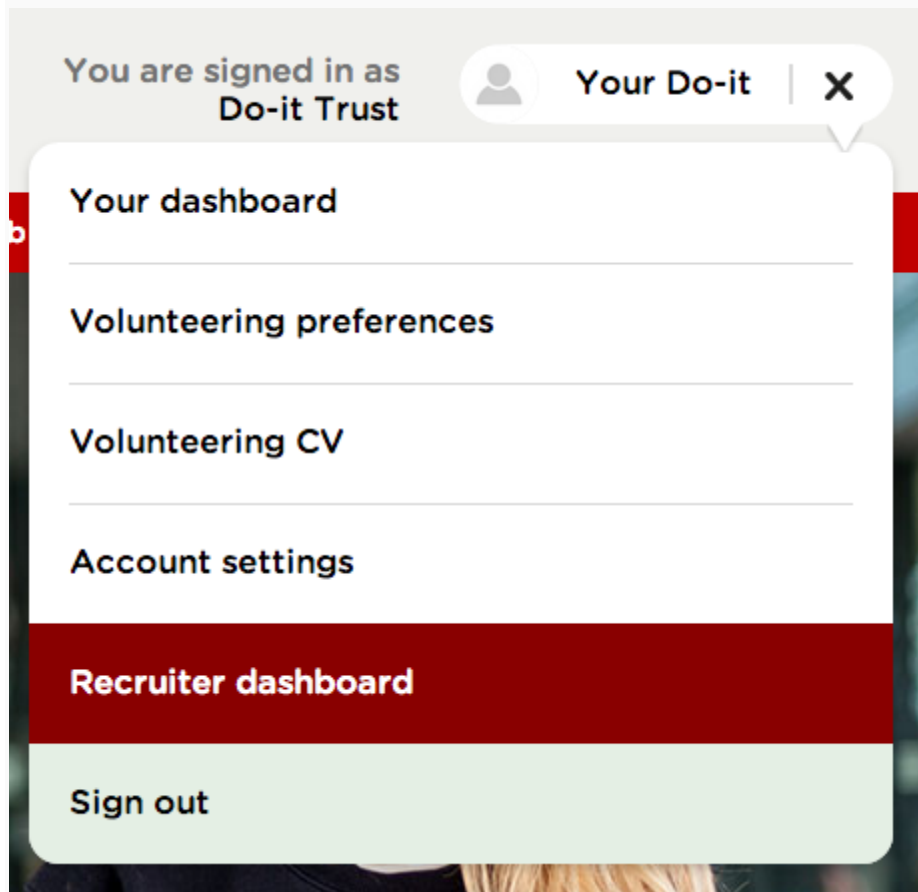 You are signed in as
Do-it Trust
Your Do-it
b
Your dashboard
Volunteering preferences
Volunteering CV
Account settings
Recruiter dashboard
Sign out